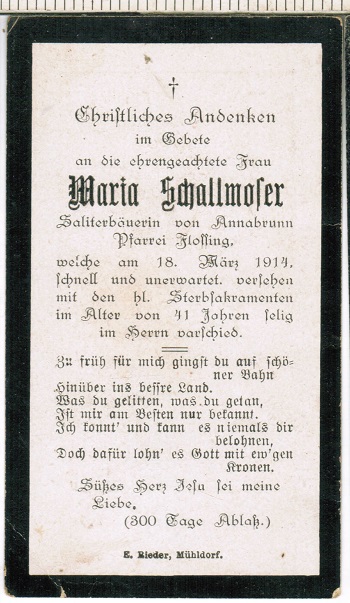 Christliches Andenken
im Gebete
an die ehrengeachtete Frau
Maria Schallmoser
Saliterbäuerin von Annabrunn
Pfarrei Flossing,
welche am 18. März 1914.
schnell und unerwartet. versehen
mit den hl. Sterbsakramenten
im Alter von 41 Jahren selig
im Herrn varschied.
Zu früh für mich gingst du auf schö-
ner Bahn
Hinüber ins bessre Land.
Was du gelitten, was du getan,
Ist mir am Besten nur bekannt.
Ich konnt' und kann es niemals dir
belohnen,
Doch dafür lohn' es Gott mit ew'gen
Kronen.
Süßes Herz Jesu sei meine
Liebe.
(300 Tage Ablaß.)
E. Rieder, Mühldorf.